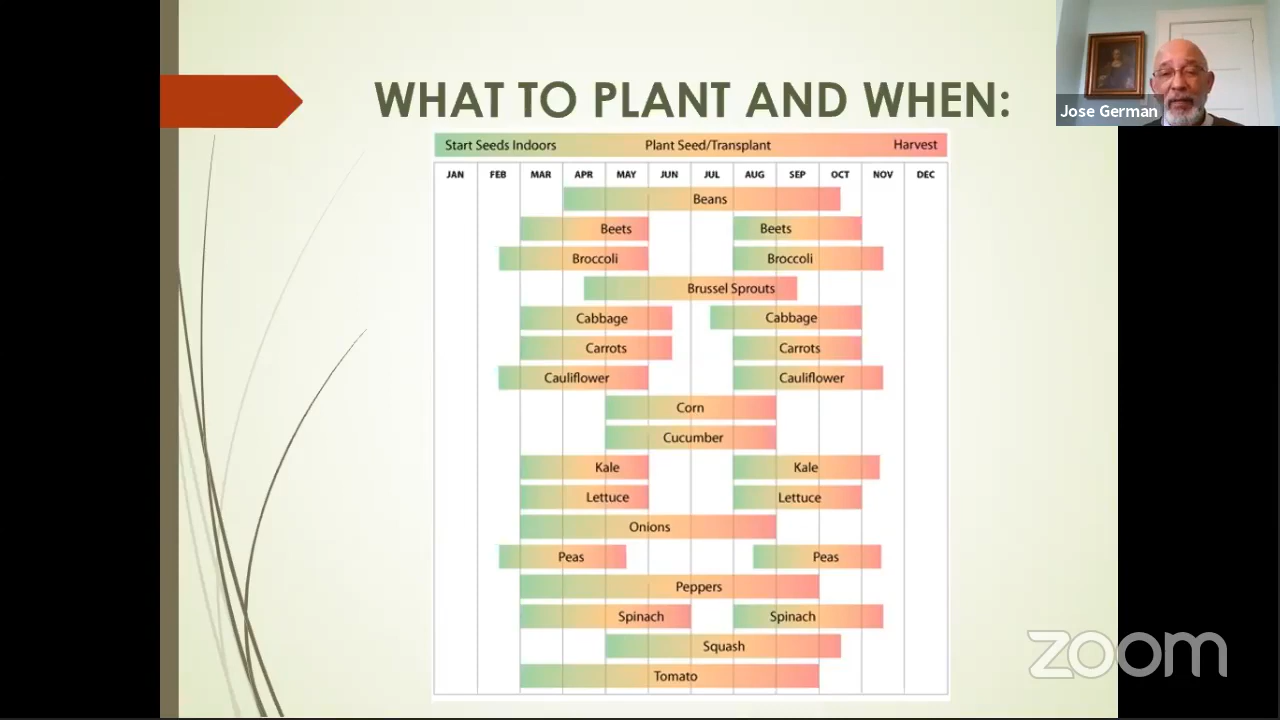 WHAT TO PLANT AND WHEN:
Jose German
Start Seeds Indoors Plant Seed/Transplant Harvest
JAN FEB MAR APR MAY JUN JUL AUG SEP OCT NOV DEC
Beans
Beets Beets
Broccoli Broccoli
Brussel Sprouts
Cabbage Cabbage
Carrots Carrots
Cauliflower Cauliflower
Corn
Cucumber
Kale Kale
Lettuce Lettuce
Onions
Peas Peas
Peppers
Spinach Spinach
Squash
Tomato
zoom